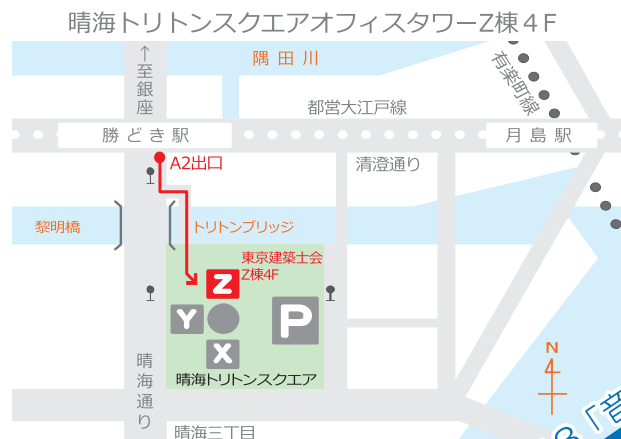 晴海トリトンスクエアオフィスタワーZ棟４F
↑至銀座
隅田川
有楽町線
都営大江戸線
勝どき駅
月島駅
A2出口
清澄通り
黎明橋
トリトンブリッジ
東京建築士会
Z棟4F
Z
Y
P
X
晴海トリトンスクエア
晴海通り
N
晴海三丁目
「音